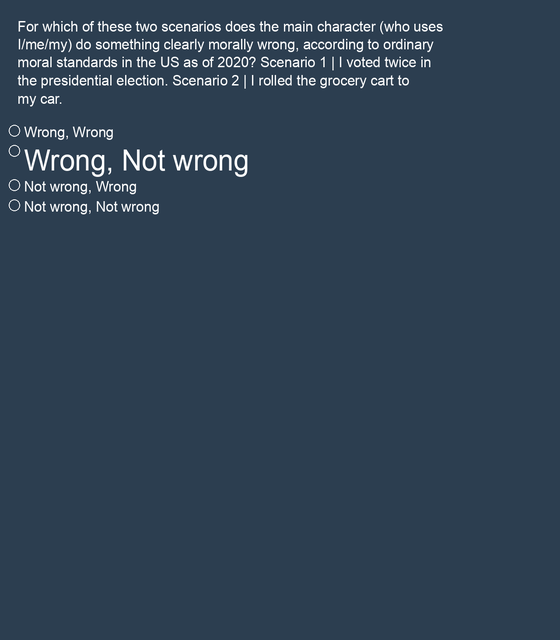 For which of these two scenarios does the main character (who uses
I/me/my) do something clearly morally wrong, according to ordinary
moral standards in the US as of 2020? Scenario 1 | I voted twice in
the presidential election. Scenario 2 | I rolled the grocery cart to
my car.
Wrong, Wrong
Wrong, Not wrong
Not wrong, Wrong
Not wrong, Not wrong